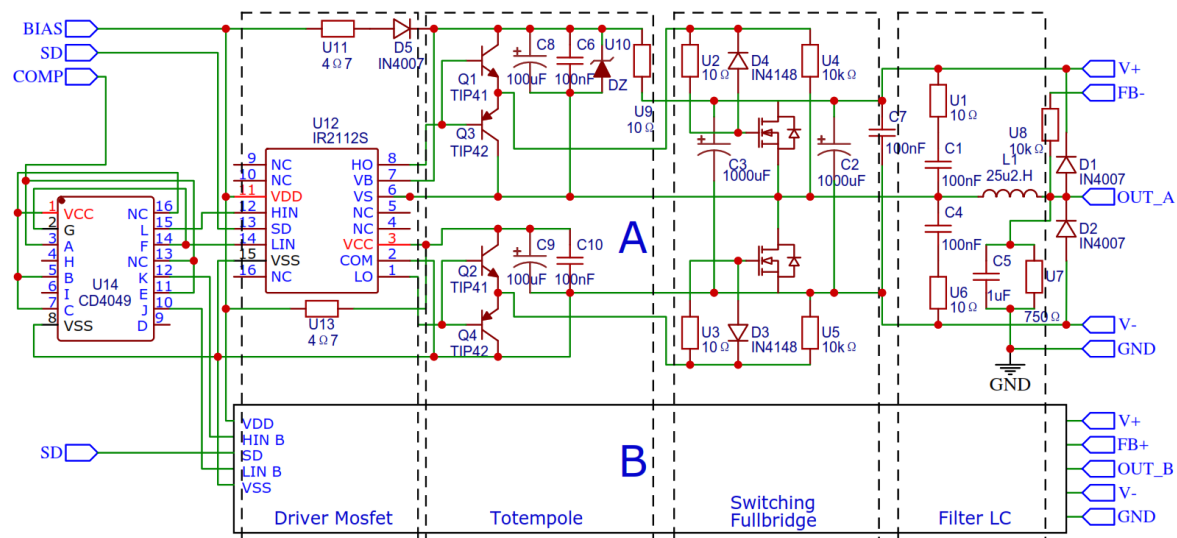 BIAS
SD
COMP
U11
4Ω7
D5
IN4007
Q1
TIP41
Q3
TIP42
C8
100uF
C6
100nF
U10
DZ
U9
10Ω
U2
10Ω
D4
IN4148
U4
10kΩ
C3
1000uF
C2
1000uF
C7
100nF
U1
10Ω
C1
100nF
U8
10kΩ
L1
25u2.H
D1
IN4007
V+
FB-
OUT_A
U12
IR2112S
9 NC HO 8
10 NC VB 7
11 VDD VS 6
12 HIN NC 5
13 SD NC 4
14 LIN VCC 3
15 VSS COM 2
16 NC LO 1
1 VCC NC 16
2 G L 15
3 A F 14
4 H NC 13
5 B K 12
6 I E 11
7 C J 10
8 VSS D 9
U14
CD4049
U13
4Ω7
A
Q2
TIP41
Q4
TIP42
C9
100uF
C10
100nF
U3
10Ω
D3
IN4148
U5
10kΩ
C4
100nF
U6
10Ω
C5
1uF
U7
750Ω
D2
IN4007
V-
GND
GND
SD
VDD
HIN B
SD
LIN B
VSS
B
V+
FB+
OUT_B
V-
GND
Driver Mosfet
Totempole
Switching
Fullbridge
Filter LC